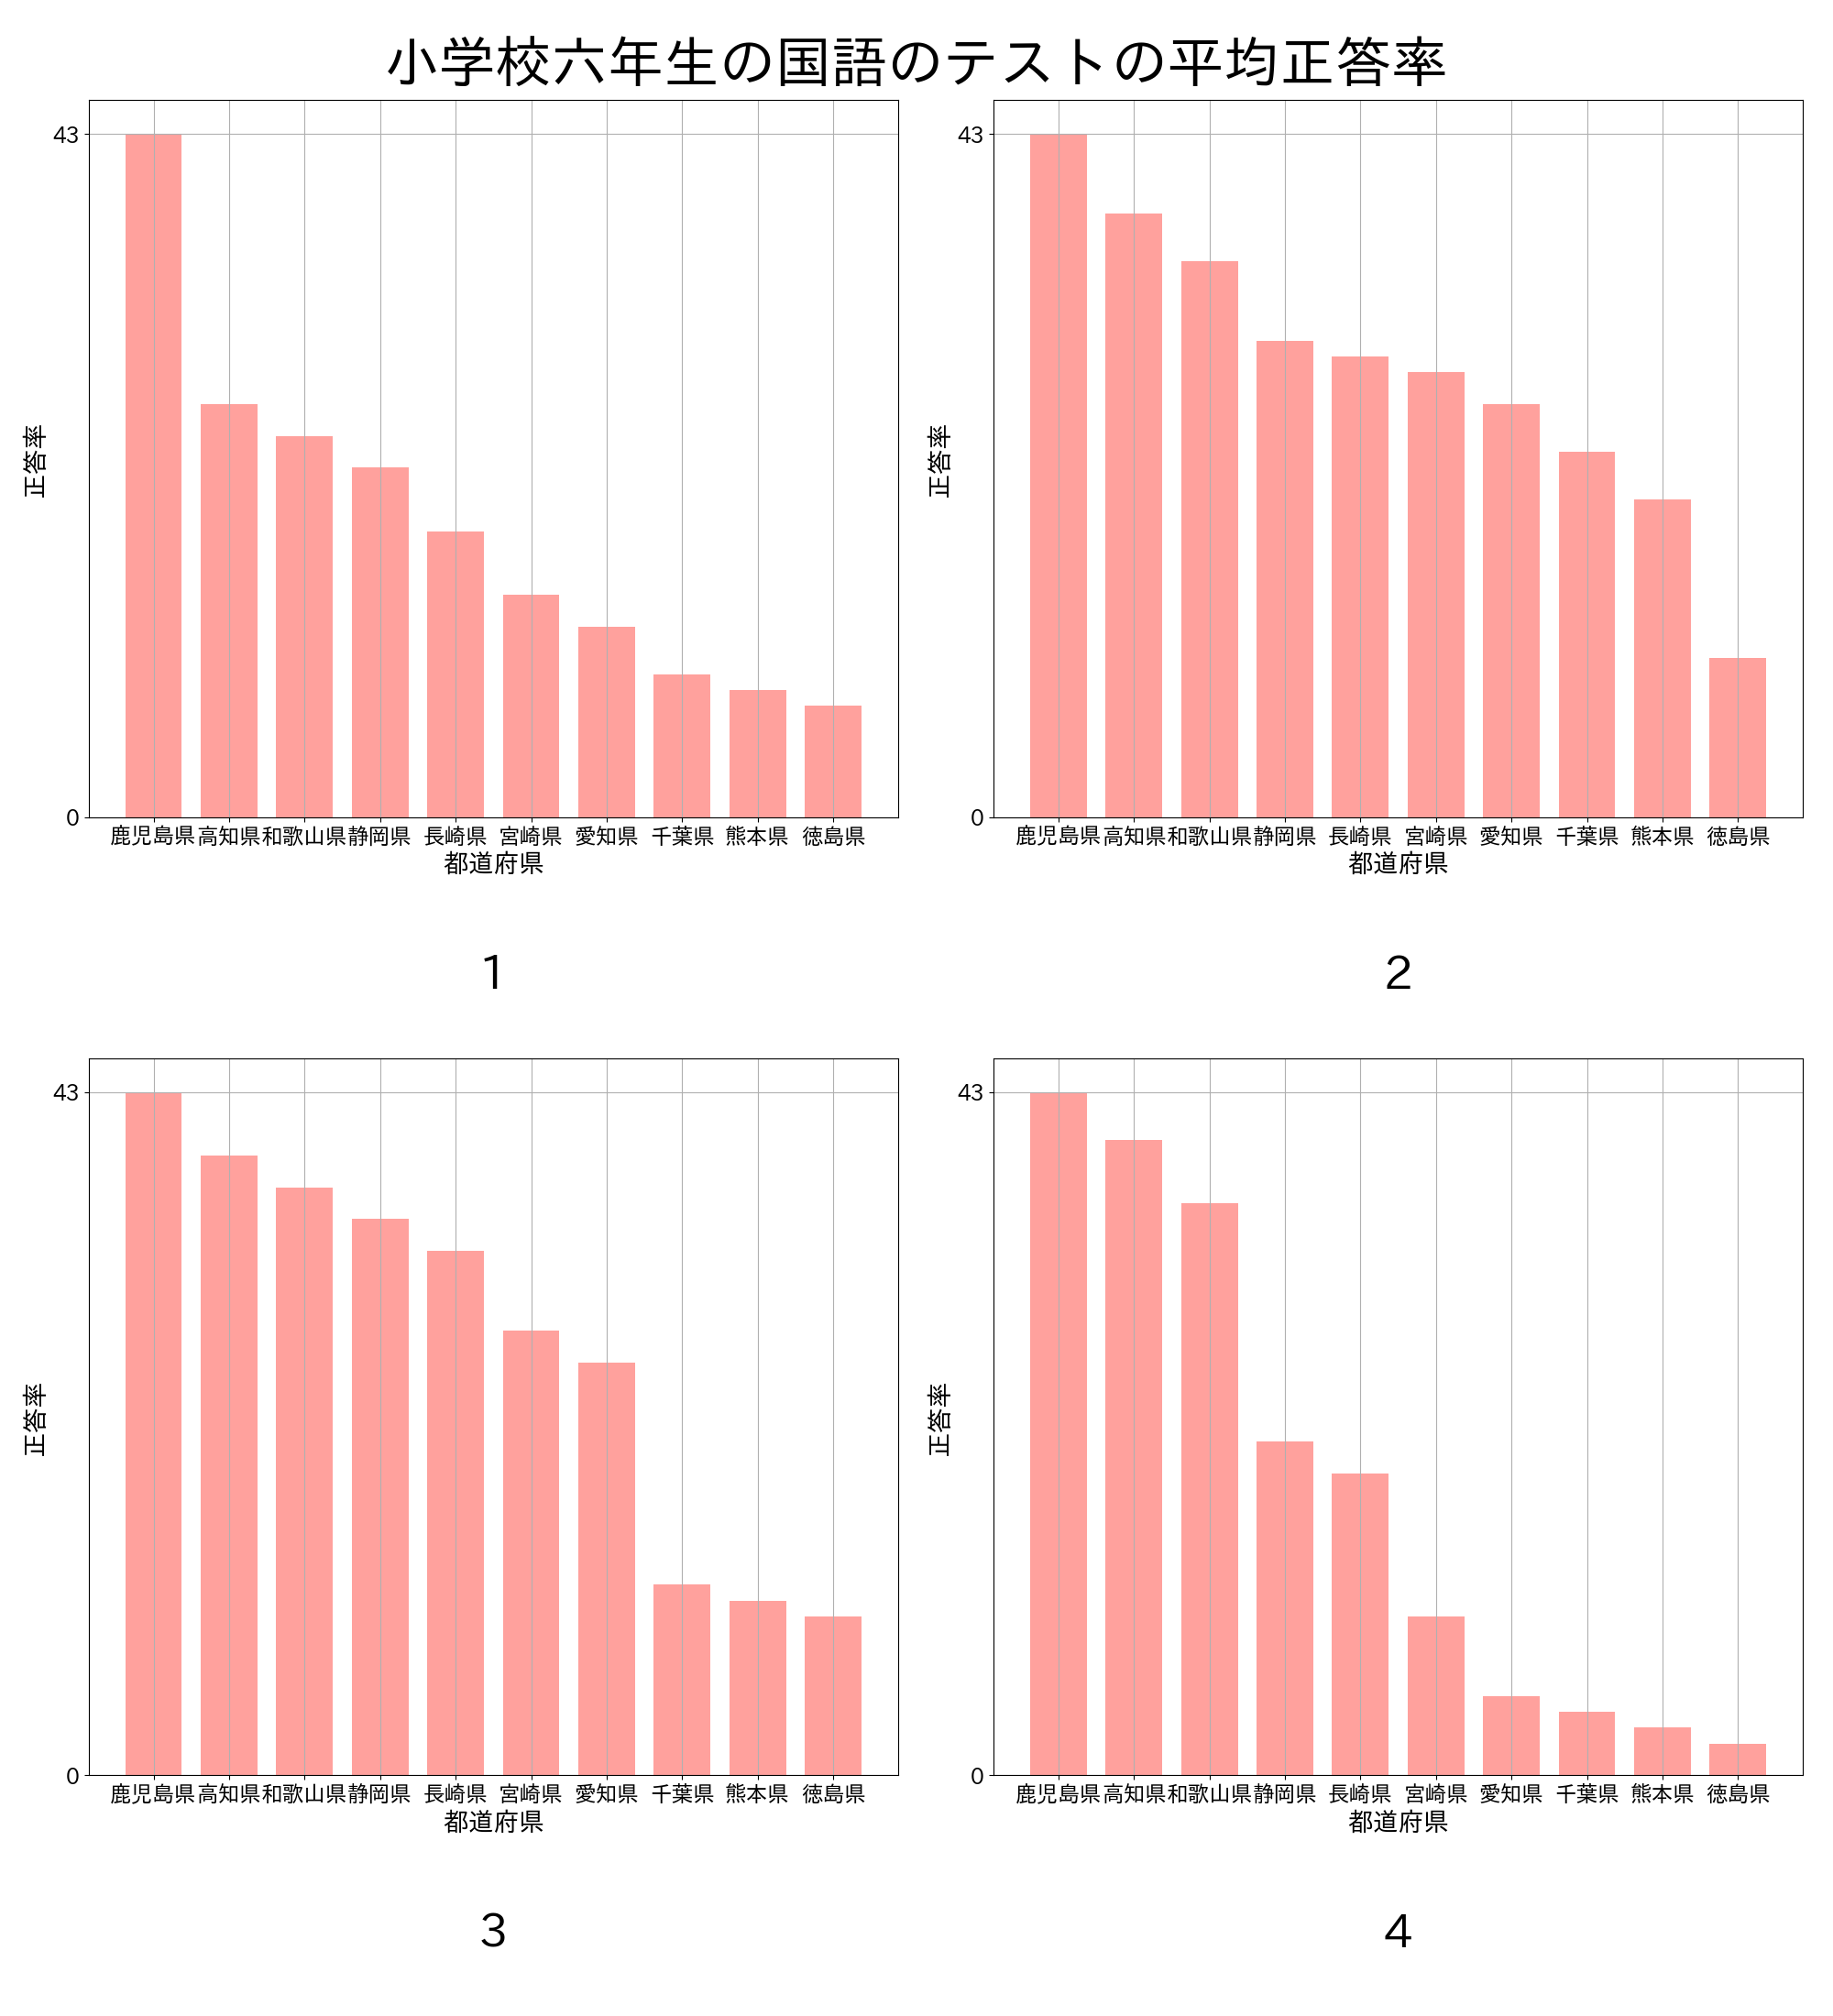 小学校六年生の国語のテストの平均正答率
43
正答率
0
鹿児島県 高知県 和歌山県 静岡県 長崎県 宮崎県 愛知県 千葉県 熊本県 徳島県
都道府県
1
43
正答率
0
鹿児島県 高知県 和歌山県 静岡県 長崎県 宮崎県 愛知県 千葉県 熊本県 徳島県
都道府県
2
43
正答率
0
鹿児島県 高知県 和歌山県 静岡県 長崎県 宮崎県 愛知県 千葉県 熊本県 徳島県
都道府県
3
43
正答率
0
鹿児島県 高知県 和歌山県 静岡県 長崎県 宮崎県 愛知県 千葉県 熊本県 徳島県
都道府県
4